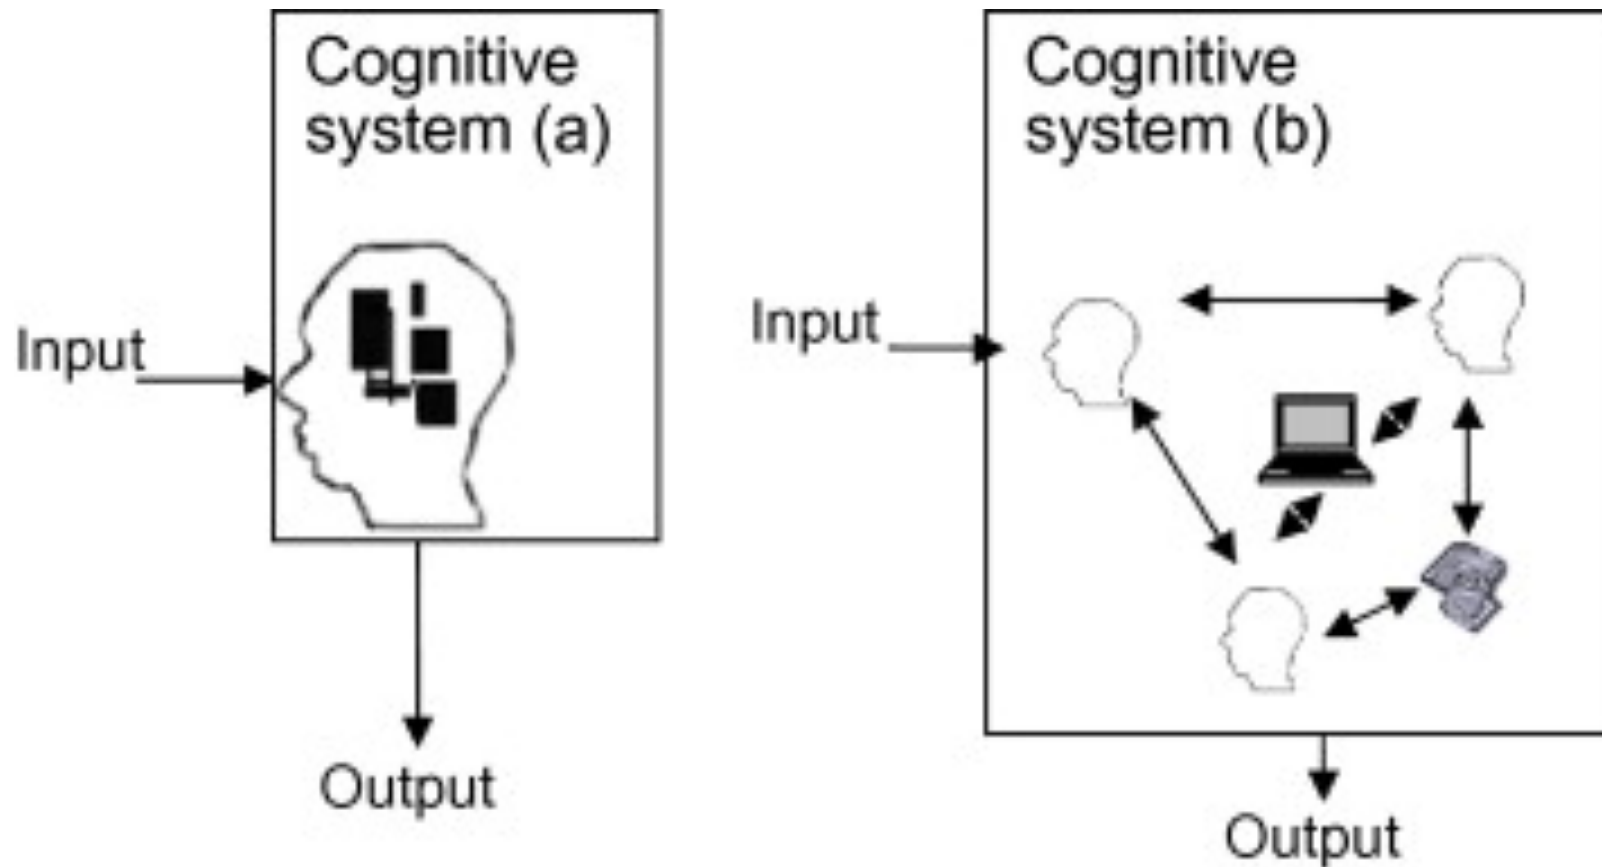 Cognitive
system (a)
Input
Output
Cognitive
system (b)
Input
Output